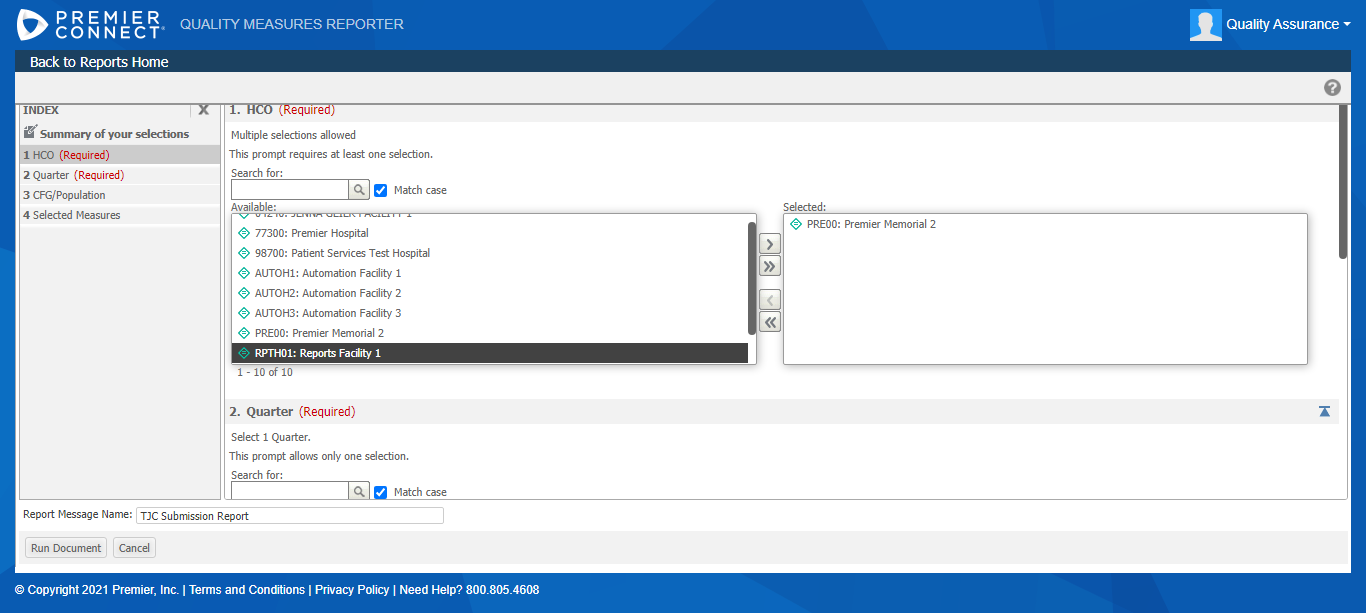 PREMIER
CONNECT
QUALITY MEASURES REPORTER
Quality Assurance
Back to Reports Home
INDEX X
Summary of your selections
1 HCO (Required)
2 Quarter (Required)
3 CFG/Population
4 Selected Measures
1. HCO (Required)
Multiple selections allowed
This prompt requires at least one selection.
Search for:
Match case
Available:
77300: Premier Hospital
98700: Patient Services Test Hospital
AUTOH1: Automation Facility 1
AUTOH2: Automation Facility 2
AUTOH3: Automation Facility 3
PRE00: Premier Memorial 2
RPTH01: Reports Facility 1
1 - 10 of 10
Selected:
PRE00: Premier Memorial 2
2. Quarter (Required)
Select 1 Quarter.
This prompt allows only one selection.
Search for:
Match case
Report Message Name: TJC Submission Report
Run Document Cancel
© Copyright 2021 Premier, Inc. | Terms and Conditions | Privacy Policy | Need Help? 800.805.4608